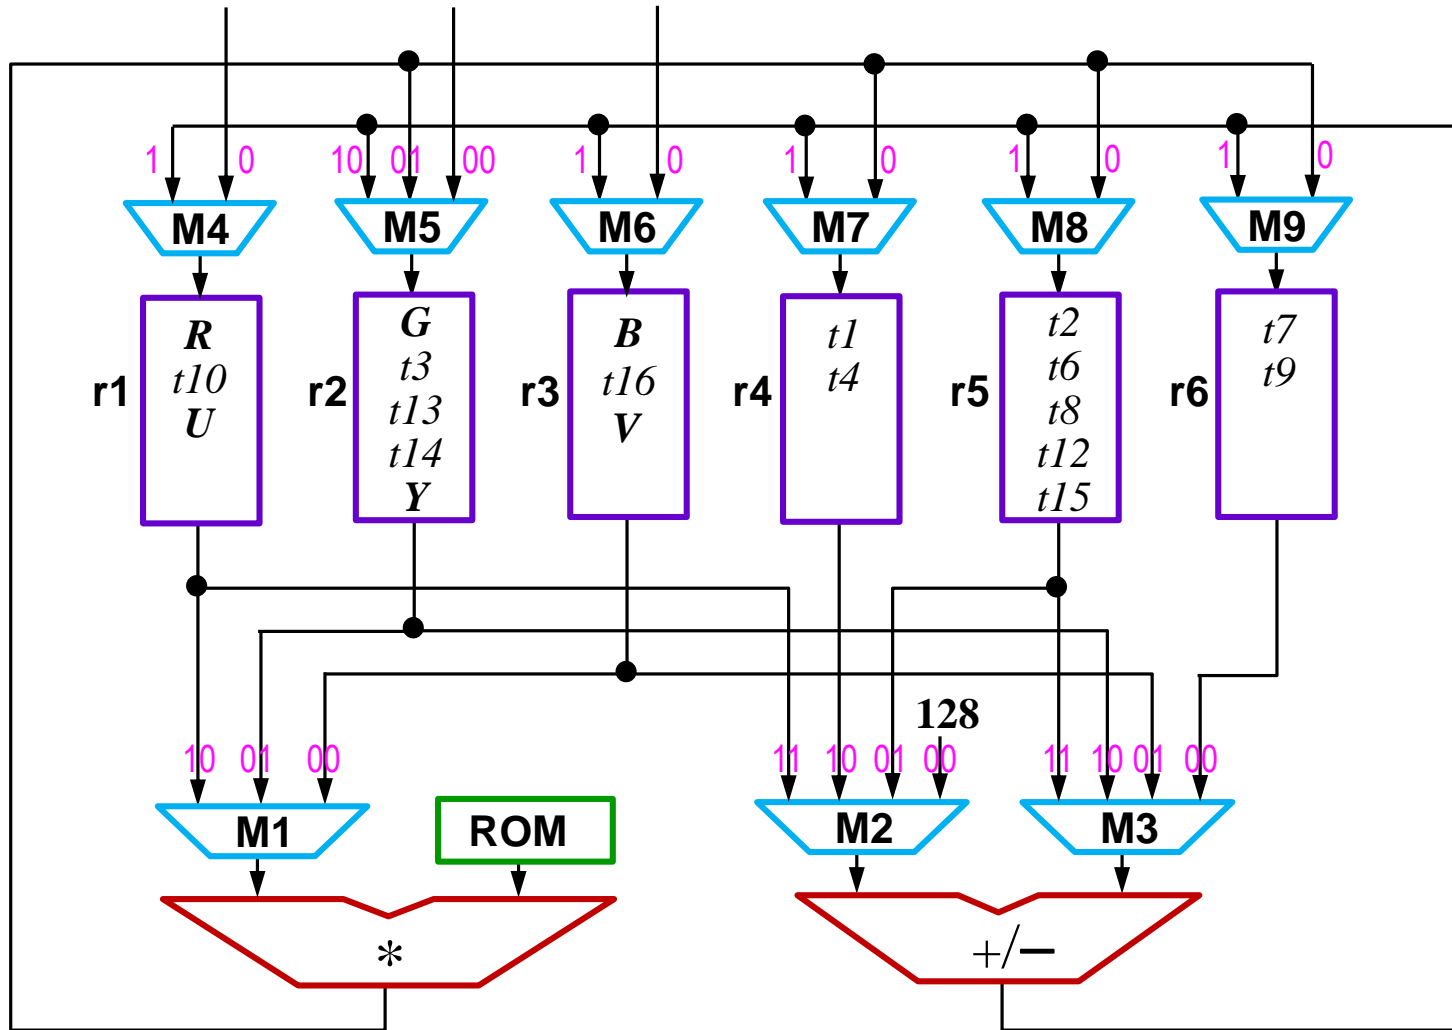 1 0 10 01 00 1 0 1 0 1 0 1 0
M4 M5 M6 M7 M8 M9
r1 R t10 U
r2 G t3 t13 t14 Y
r3 B t16 V
r4 t1 t4
r5 t2 t6 t8 t12 t15
r6 t7 t9
128
10 01 00 11 10 01 00 11 10 01 00
M1 ROM M2 M3
* +/−